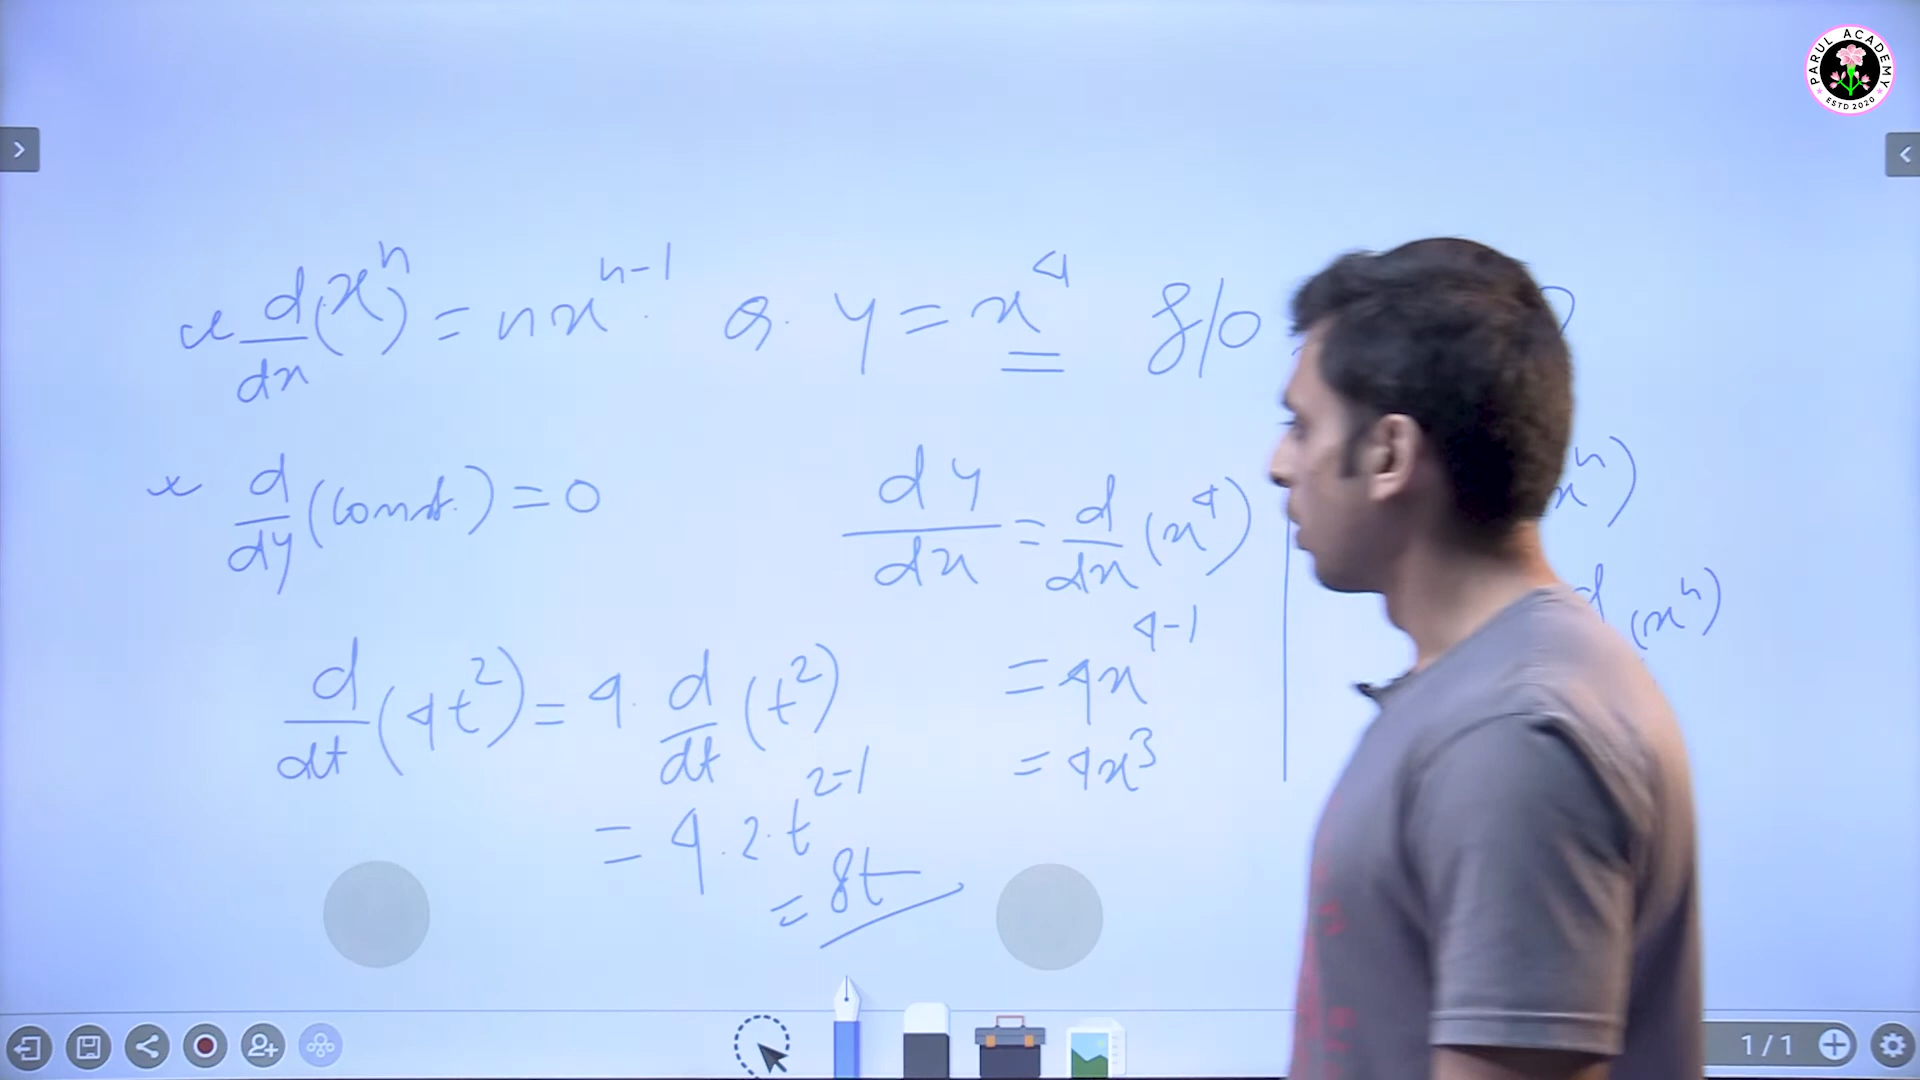 PARUL ACADEMY
ESTD 2020
d/dx (x^n) = nx^(n-1).
Q. y = x^4 f/o
d/dy (const.) = 0
dy/dx = d/dx (x^4)
= 4x^(4-1)
= 4x^3
d/dt (4t^2) = 4. d/dt (t^2)
= 4.2.t^(2-1)
= 8t
x^n)
d (x^n)
1/1